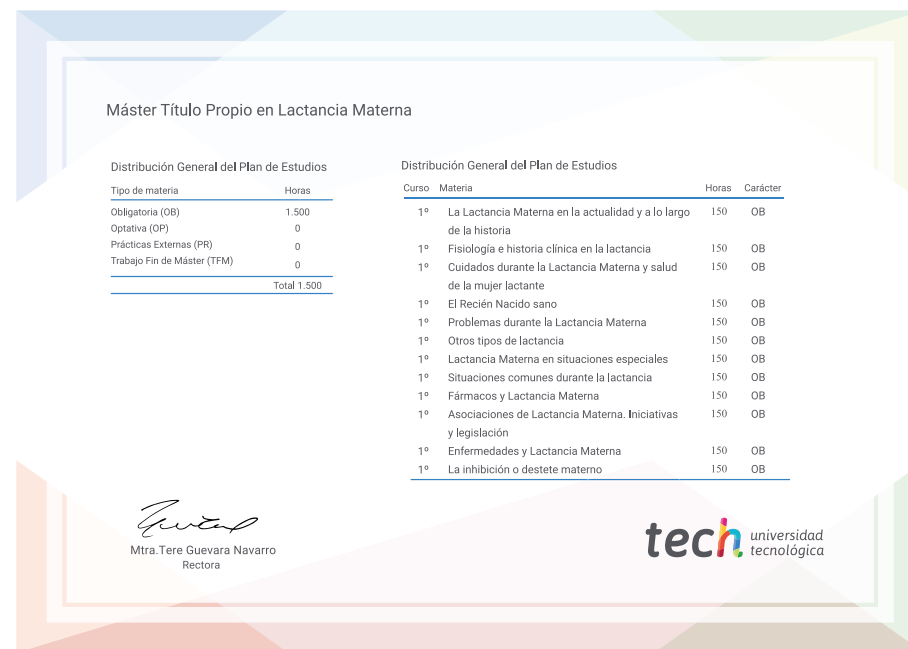 Máster Título Propio en Lactancia Materna
Distribución General del Plan de Estudios
Tipo de materia Horas
Obligatoria (OB) 1.500
Optativa (OP) 0
Prácticas Externas (PR) 0
Trabajo Fin de Máster (TFM) 0
Total 1.500
Distribución General del Plan de Estudios
Curso Materia Horas Carácter
1º La Lactancia Materna en la actualidad y a lo largo 150 OB
de la historia
1º Fisiología e historia clínica en la lactancia 150 OB
1º Cuidados durante la Lactancia Materna y salud 150 OB
de la mujer lactante
1º El Recién Nacido sano 150 OB
1º Problemas durante la Lactancia Materna 150 OB
1º Otros tipos de lactancia 150 OB
1º Lactancia Materna en situaciones especiales 150 OB
1º Situaciones comunes durante la lactancia 150 OB
1º Fármacos y Lactancia Materna 150 OB
1º Asociaciones de Lactancia Materna. Iniciativas 150 OB
y legislación
1º Enfermedades y Lactancia Materna 150 OB
1º La inhibición o destete materno 150 OB
Mtra.Tere Guevara Navarro
Rectora
tech universidad
tecnológica